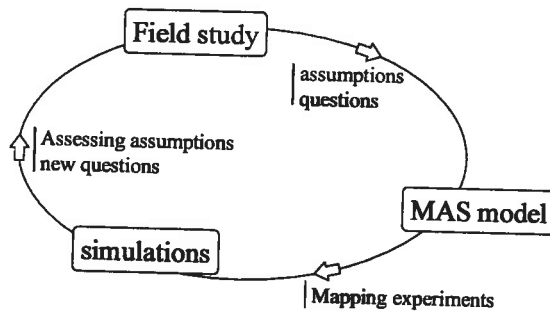 Field study
assumptions
questions
MAS model
Mapping experiments
simulations
Assessing assumptions
new questions